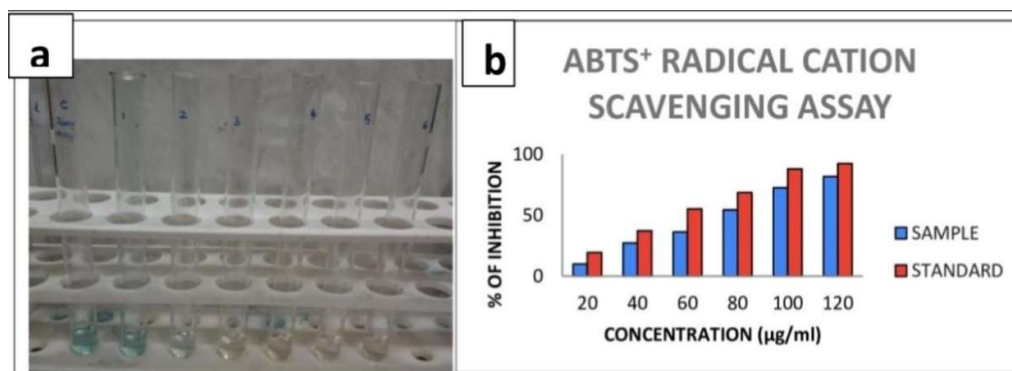 a
C
1
2
3
4
5
6
b
ABTS⁺ RADICAL CATION
SCAVENGING ASSAY
% OF INHIBITION
100
50
0
20 40 60 80 100 120
CONCENTRATION (µg/ml)
SAMPLE
STANDARD